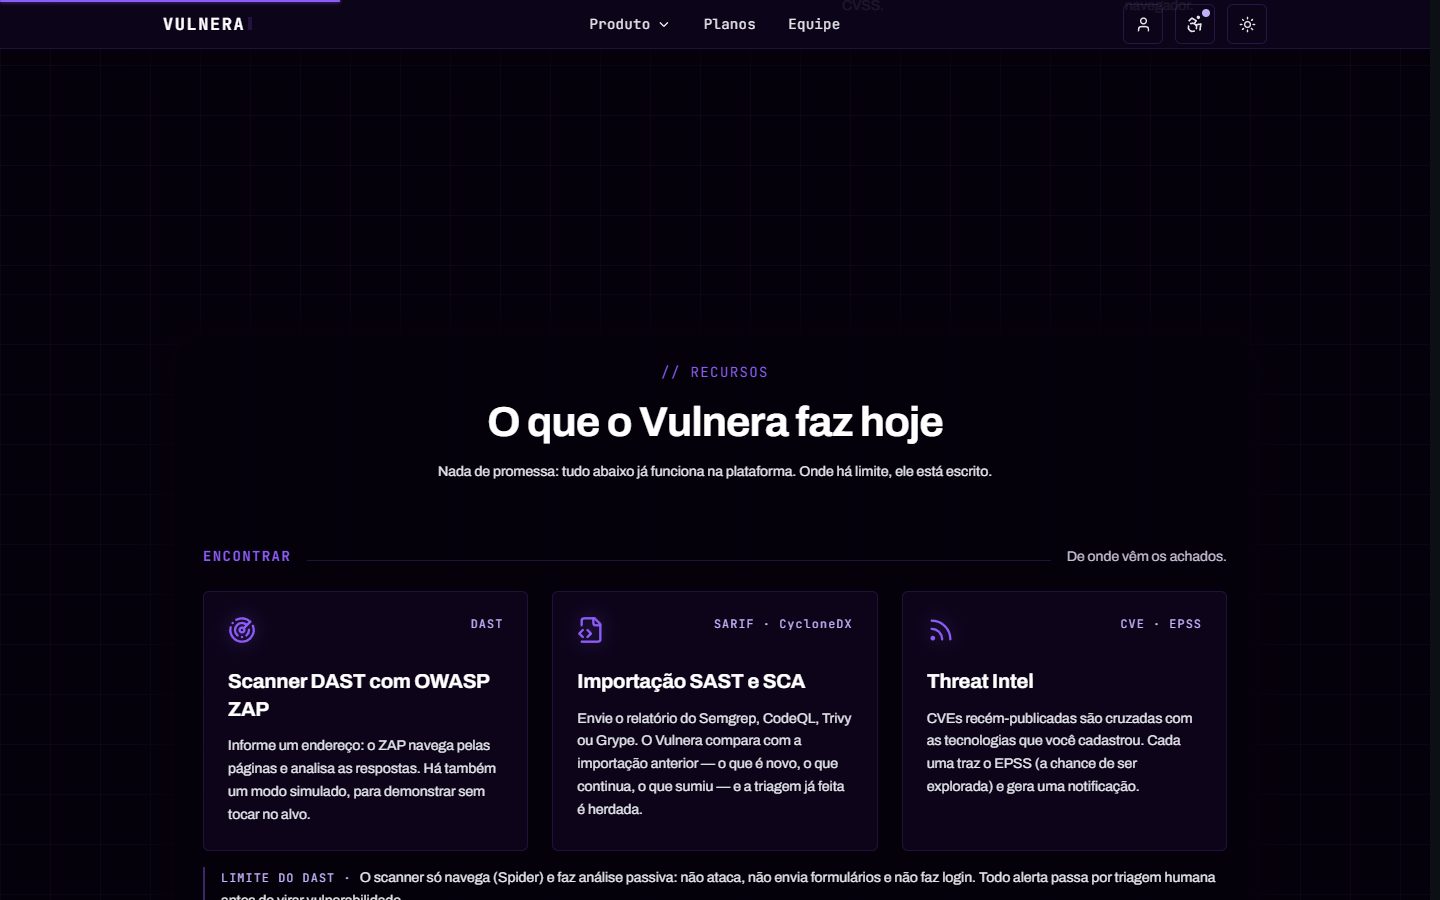 CVSS.
navegador.
VULNERA
Produto
Planos
Equipe
// RECURSOS
O que o Vulnera faz hoje
Nada de promessa: tudo abaixo já funciona na plataforma. Onde há limite, ele está escrito.
ENCONTRAR
De onde vêm os achados.
DAST
Scanner DAST com OWASP
ZAP
Informe um endereço: o ZAP navega pelas
páginas e analisa as respostas. Há também
um modo simulado, para demonstrar sem
tocar no alvo.
SARIF · CycloneDX
Importação SAST e SCA
Envie o relatório do Semgrep, CodeQL, Trivy
ou Grype. O Vulnera compara com a
importação anterior — o que é novo, o que
continua, o que sumiu — e a triagem já feita
é herdada.
CVE · EPSS
Threat Intel
CVEs recém-publicadas são cruzadas com
as tecnologias que você cadastrou. Cada
uma traz o EPSS (a chance de ser
explorada) e gera uma notificação.
LIMITE DO DAST · O scanner só navega (Spider) e faz análise passiva: não ataca, não envia formulários e não faz login. Todo alerta passa por triagem humana
antes de virar vulnerabilidade.